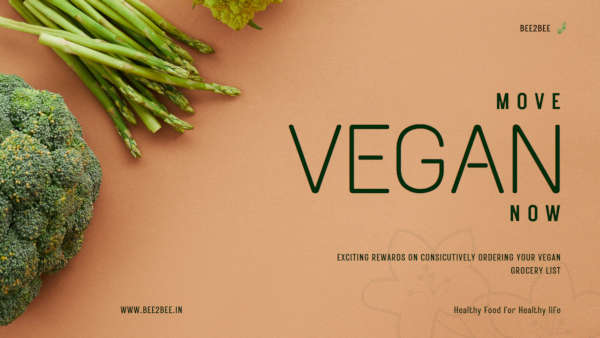 BEE2BEE
MOVE
VEGAN
NOW
EXCITING REWARDS ON CONSICUTIVELY ORDERING YOUR VEGAN
GROCERY LIST
WWW.BEE2BEE.IN
Healthy Food For Healthy life